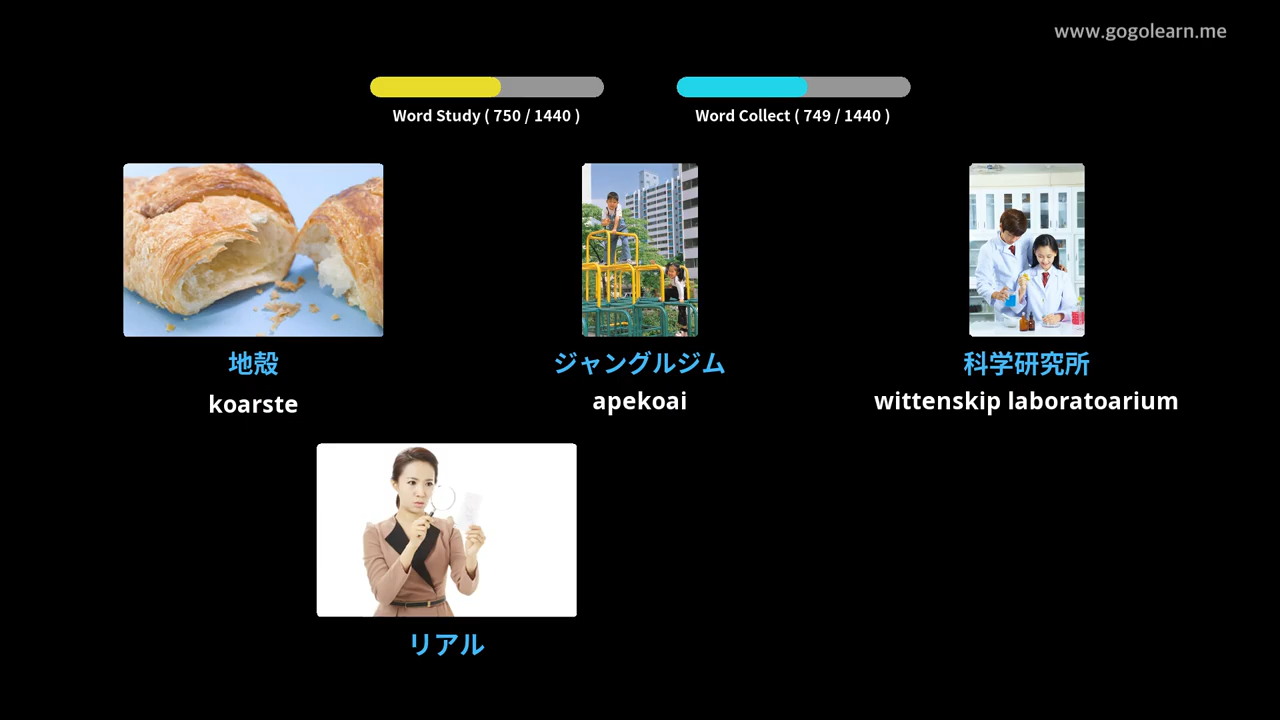 www.gogolearn.me
Word Study ( 750 / 1440 )
Word Collect ( 749 / 1440 )
地殻
koarste
ジャングルジム
apekoai
科学研究所
wittenskip laboratoarium
リアル